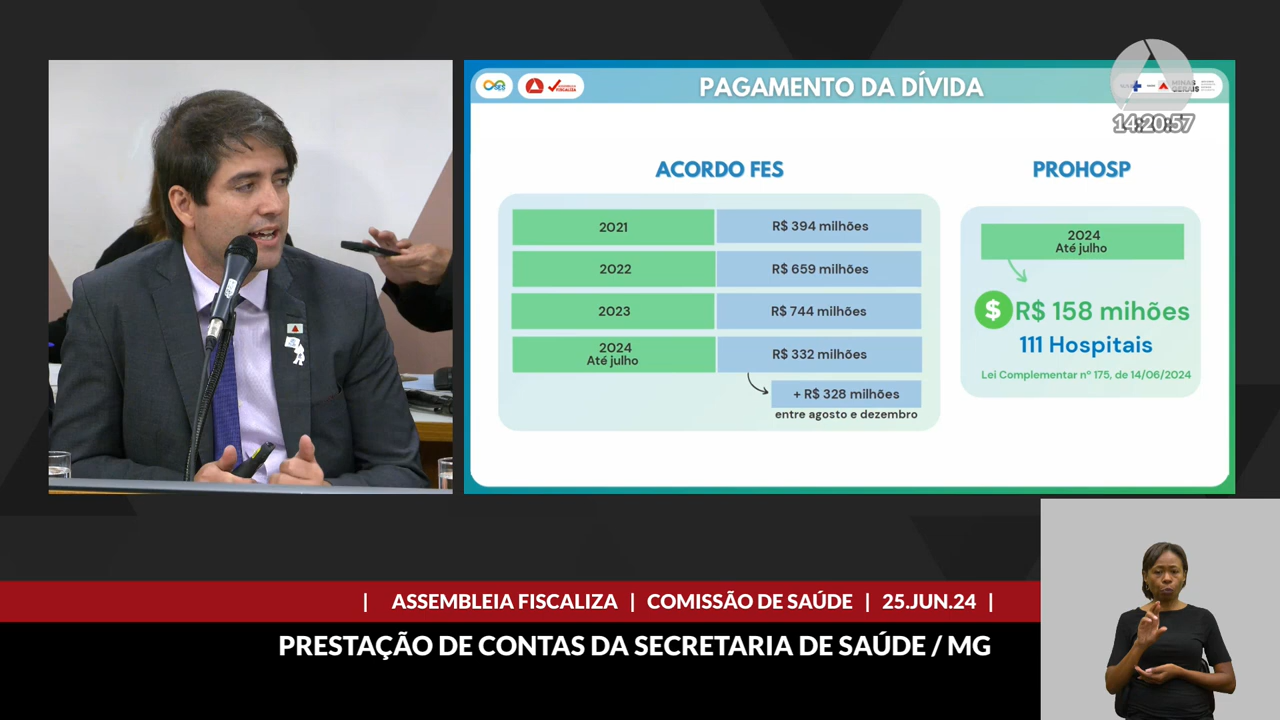 PAGAMENTO DA DÍVIDA
14:20:57
ACORDO FES
PROHOSP
2021
R$ 394 milhões
2022
R$ 659 milhões
2023
R$ 744 milhões
2024
Até julho
R$ 332 milhões
+ R$ 328 milhões
entre agosto e dezembro
2024
Até julho
$
R$ 158 mihões
111 Hospitais
Lei Complementar nº 175, de 14/06/2024
| ASSEMBLEIA FISCALIZA | COMISSÃO DE SAÚDE | 25.JUN.24 |
PRESTAÇÃO DE CONTAS DA SECRETARIA DE SAÚDE / MG